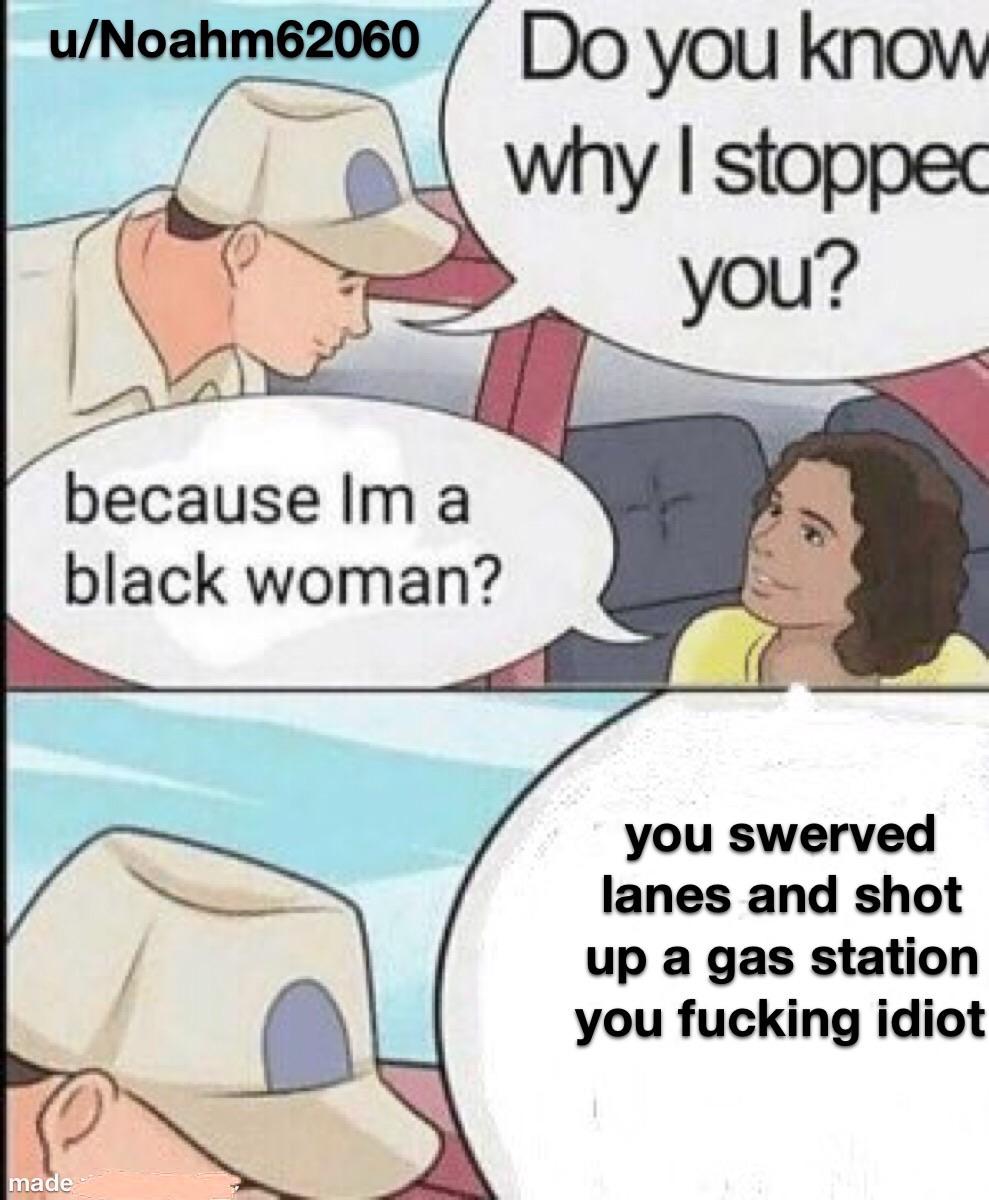 u/Noahm62060
Do you know
why I stopped
you?
because Im a
black woman?
you swerved
lanes and shot
up a gas station
you fucking idiot
made